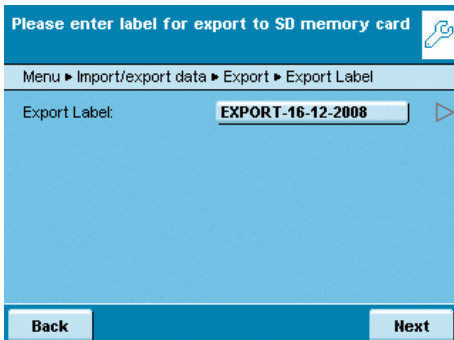 Please enter label for export to SD memory card
Menu ▸ Import/export data ▸ Export ▸ Export Label
Export Label: EXPORT-16-12-2008
Back Next